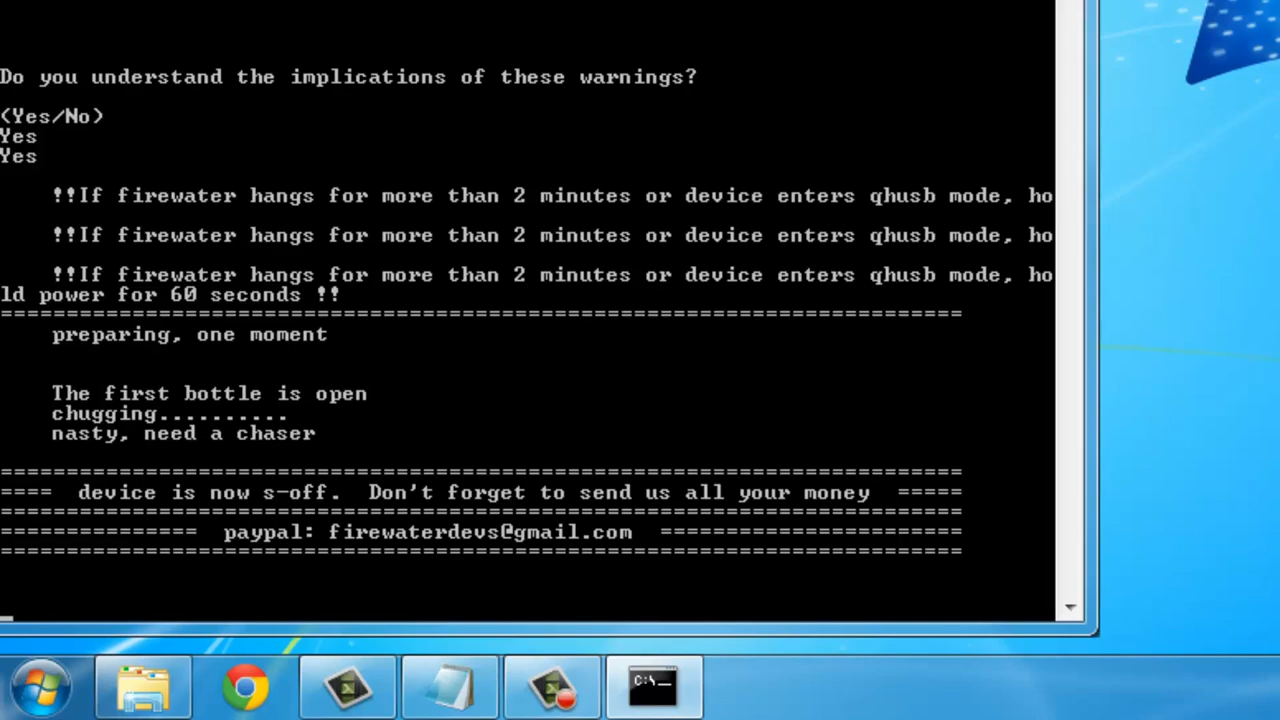 Do you understand the implications of these warnings?
(Yes/No)
Yes
Yes
!!If firewater hangs for more than 2 minutes or device enters qhusb mode, ho
!!If firewater hangs for more than 2 minutes or device enters qhusb mode, ho
!!If firewater hangs for more than 2 minutes or device enters qhusb mode, ho
ld power for 60 seconds !!
=========================================================================
preparing, one moment
The first bottle is open
chugging..........
nasty, need a chaser
=========================================================================
==== device is now s-off. Don't forget to send us all your money =====
=========================================================================
=============== paypal: firewaterdevs@gmail.com =======================
=========================================================================
C:\_